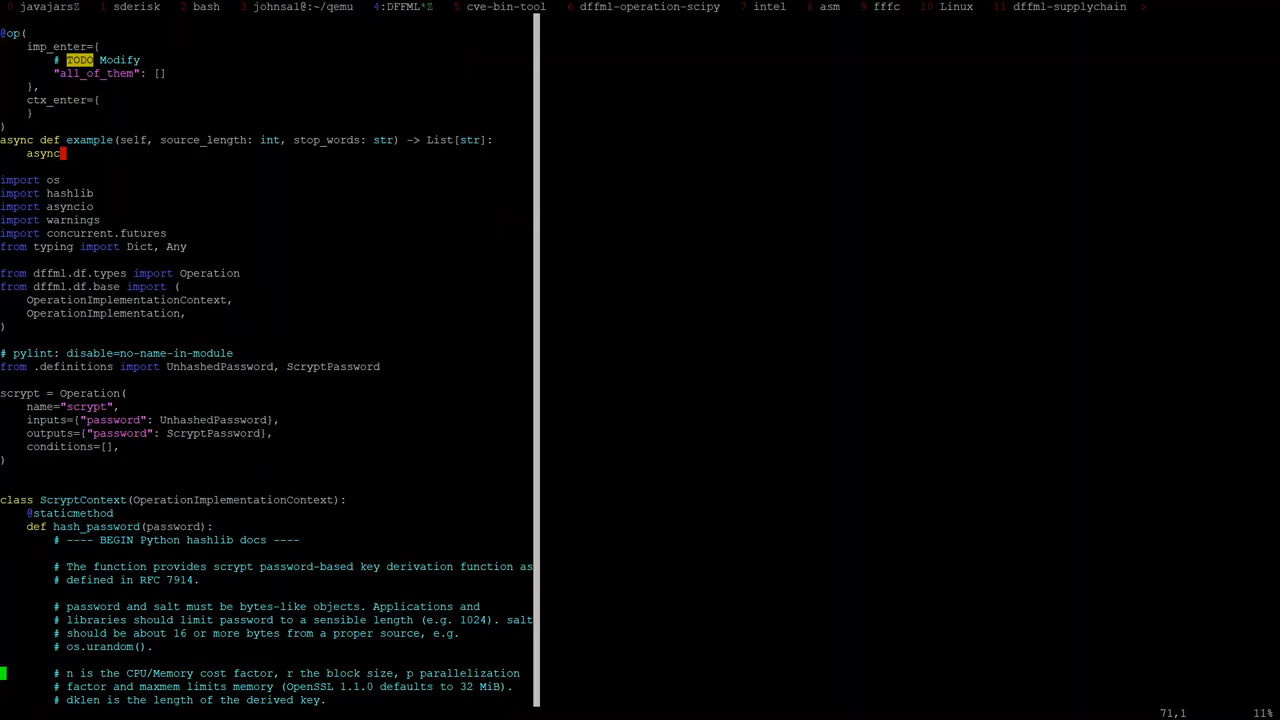 0 javajarsZ 1 sderisk 2 bash 3 johnsa1@:~/qemu 4:DFFML*Z 5 cve-bin-tool 6 dffml-operation-scipy 7 intel 8 asm 9 fffc 10 Linux 11 dffml-supplychain >
@op(
    imp_enter={
        # TODO Modify
        "all_of_them": []
    },
    ctx_enter={
    }
)
async def example(self, source_length: int, stop_words: str) -> List[str]:
    async
import os
import hashlib
import asyncio
import warnings
import concurrent.futures
from typing import Dict, Any
from dffml.df.types import Operation
from dffml.df.base import (
    OperationImplementationContext,
    OperationImplementation,
)
# pylint: disable=no-name-in-module
from .definitions import UnhashedPassword, ScryptPassword
scrypt = Operation(
    name="scrypt",
    inputs={"password": UnhashedPassword},
    outputs={"password": ScryptPassword},
    conditions=[],
)
class ScryptContext(OperationImplementationContext):
    @staticmethod
    def hash_password(password):
        # ---- BEGIN Python hashlib docs ----
        # The function provides scrypt password-based key derivation function as
        # defined in RFC 7914.
        # password and salt must be bytes-like objects. Applications and
        # libraries should limit password to a sensible length (e.g. 1024). salt
        # should be about 16 or more bytes from a proper source, e.g.
        # os.urandom().
        # n is the CPU/Memory cost factor, r the block size, p parallelization
        # factor and maxmem limits memory (OpenSSL 1.1.0 defaults to 32 MiB).
        # dklen is the length of the derived key.
71,1 11%